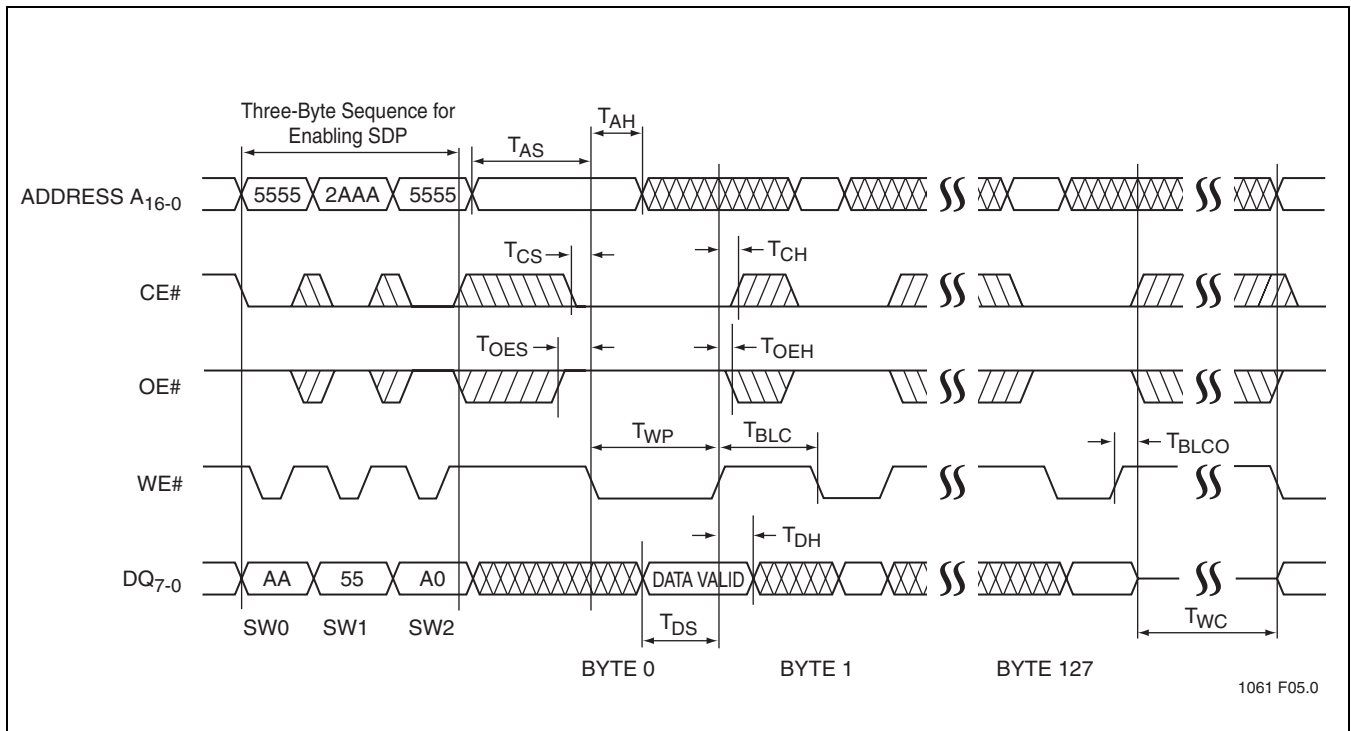 Three-Byte Sequence for
Enabling SDP
TAH
TAS
ADDRESS A16-0
5555 2AAA 5555
TCS
TCH
CE#
TOES
TOEH
OE#
TWP
TBLC
TBLCO
WE#
TDH
DQ7-0
AA 55 A0
DATA VALID
SW0 SW1 SW2
TDS
TWC
BYTE 0 BYTE 1 BYTE 127
1061 F05.0